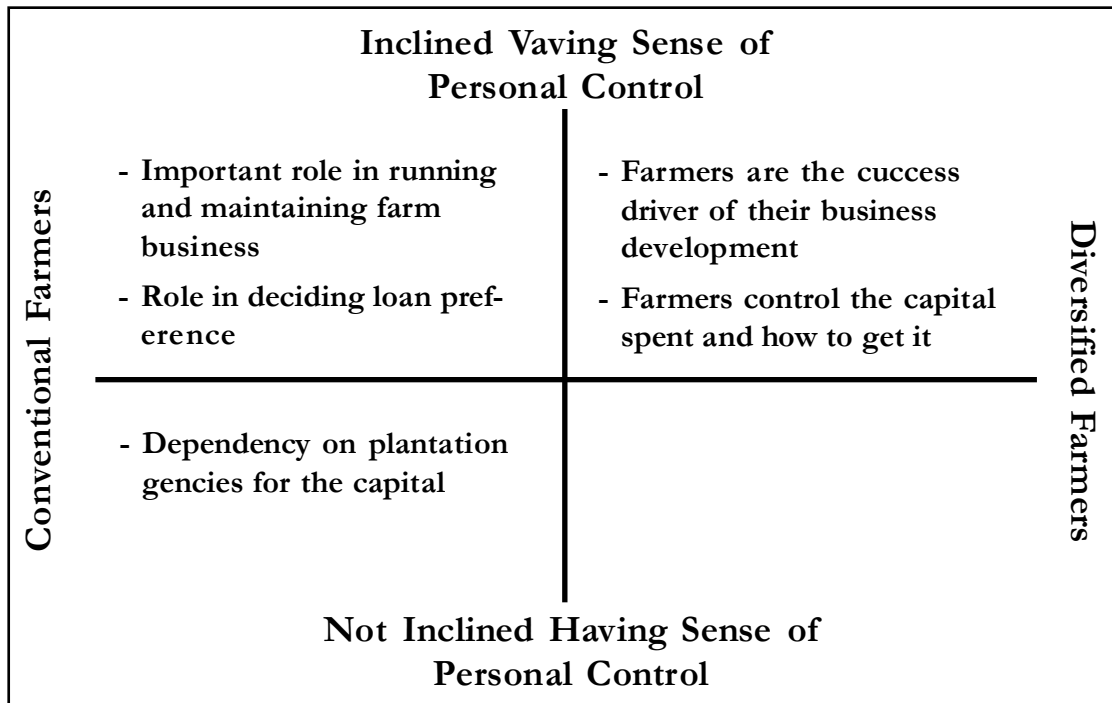 Inclined Vaving Sense of
Personal Control
Conventional Farmers
- Important role in running
and maintaining farm
business
- Role in deciding loan pref-
erence
- Farmers are the cuccess
driver of their business
development
- Farmers control the capital
spent and how to get it
Diversified Farmers
- Dependency on plantation
gencies for the capital
Not Inclined Having Sense of
Personal Control